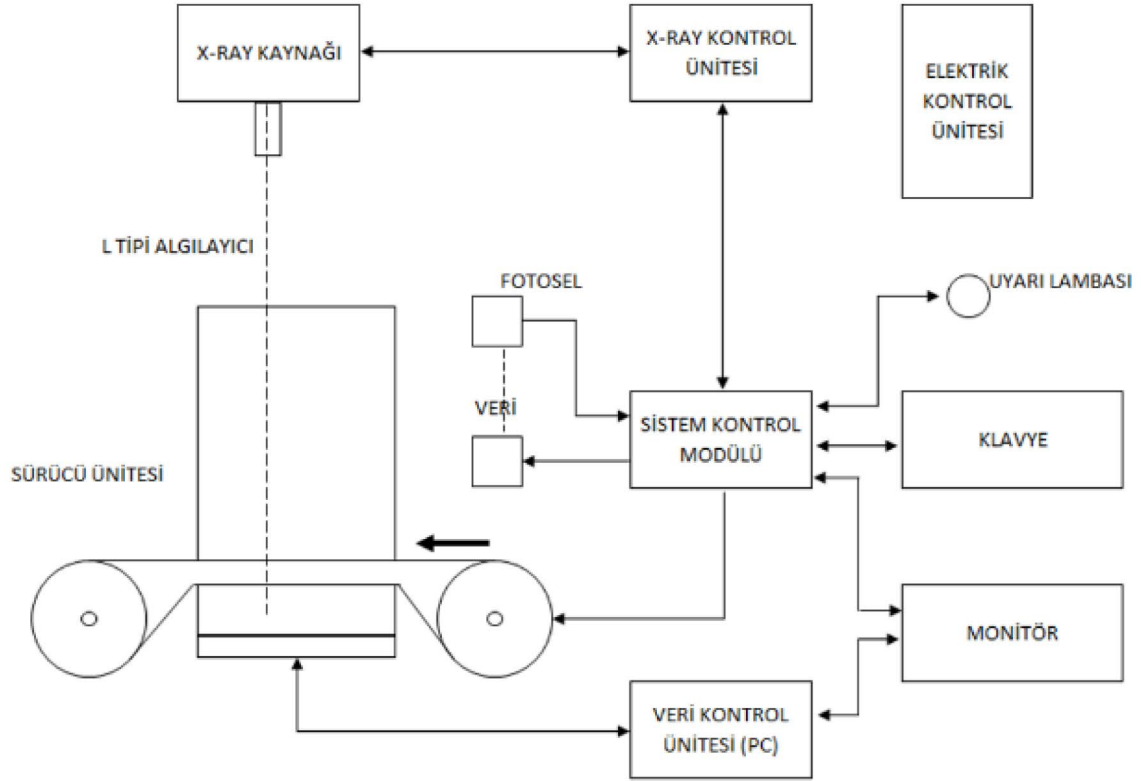 X-RAY KAYNAĞI
X-RAY KONTROL
ÜNİTESİ
ELEKTRİK
KONTROL
ÜNİTESİ
L TİPİ ALGILAYICI
FOTOSEL
UYARI LAMBASI
VERİ
SİSTEM KONTROL
MODÜLÜ
KLAVYE
SÜRÜCÜ ÜNİTESİ
MONİTÖR
VERİ KONTROL
ÜNİTESİ (PC)